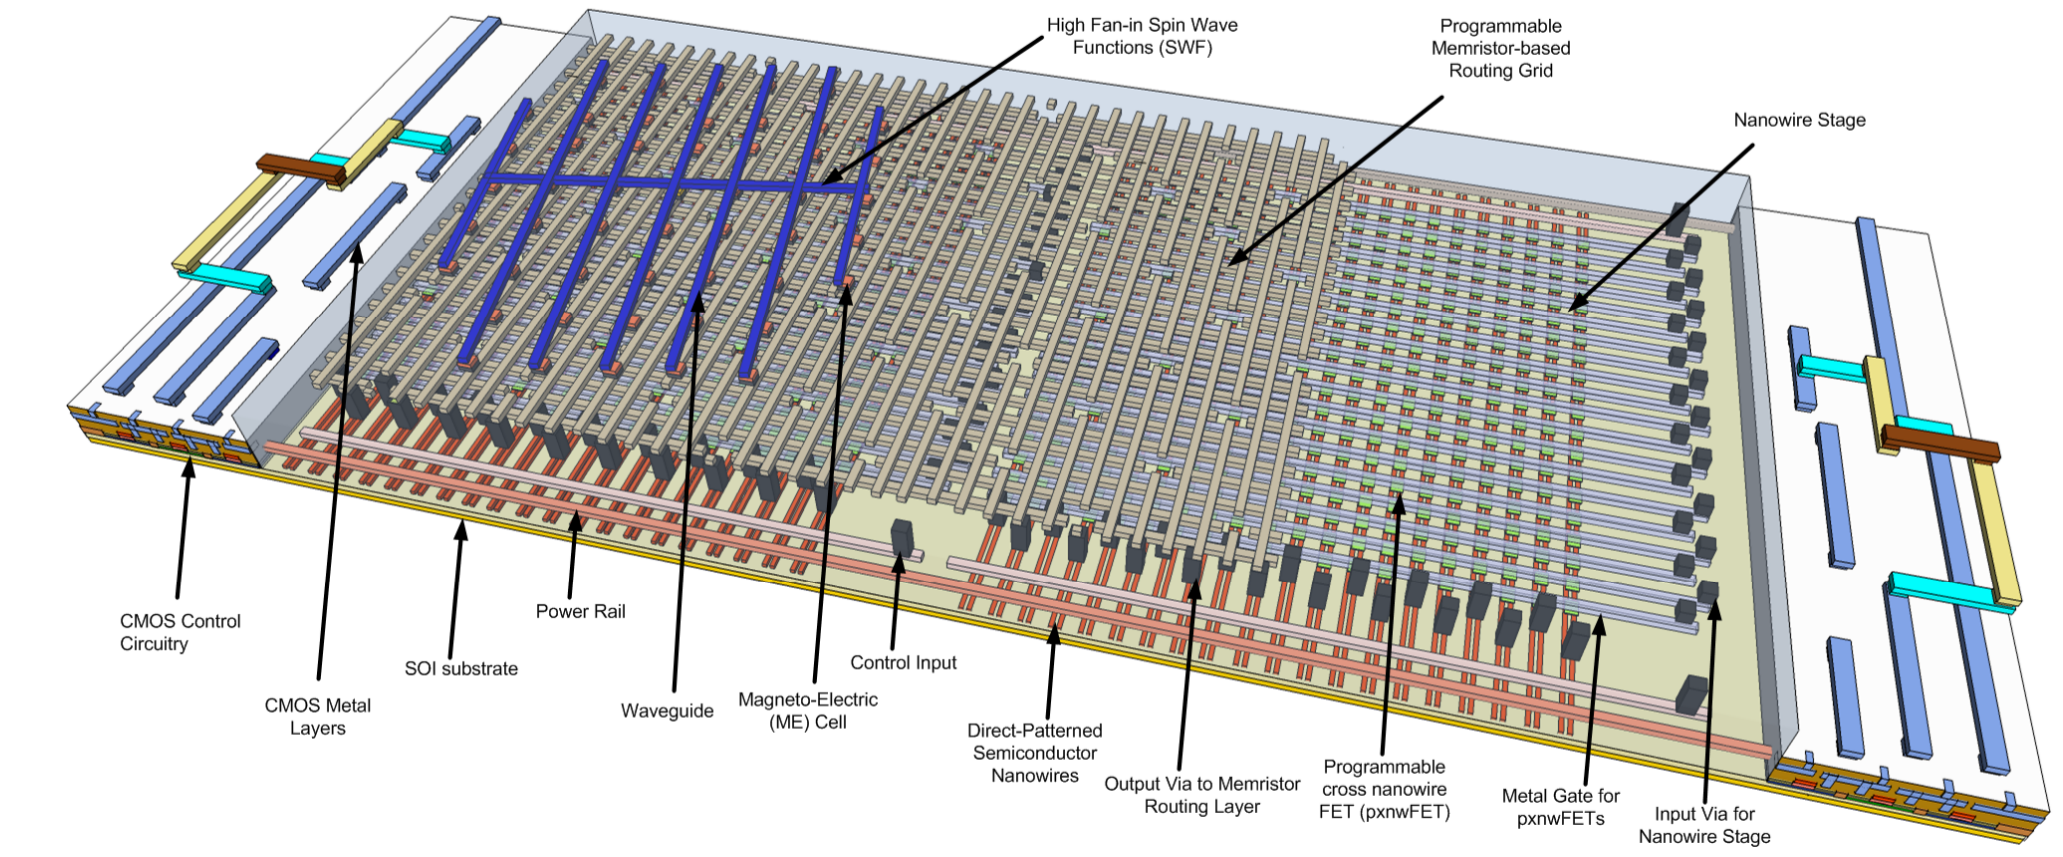 High Fan-in Spin Wave
Functions (SWF)
Programmable
Memristor-based
Routing Grid
Nanowire Stage
CMOS Control
Circuitry
CMOS Metal
Layers
SOI substrate
Power Rail
Waveguide
Magneto-Electric
(ME) Cell
Control Input
Direct-Patterned
Semiconductor
Nanowires
Output Via to Memristor
Routing Layer
Programmable
cross nanowire
FET (pxnwFET)
Metal Gate for
pxnwFETs
Input Via for
Nanowire Stage